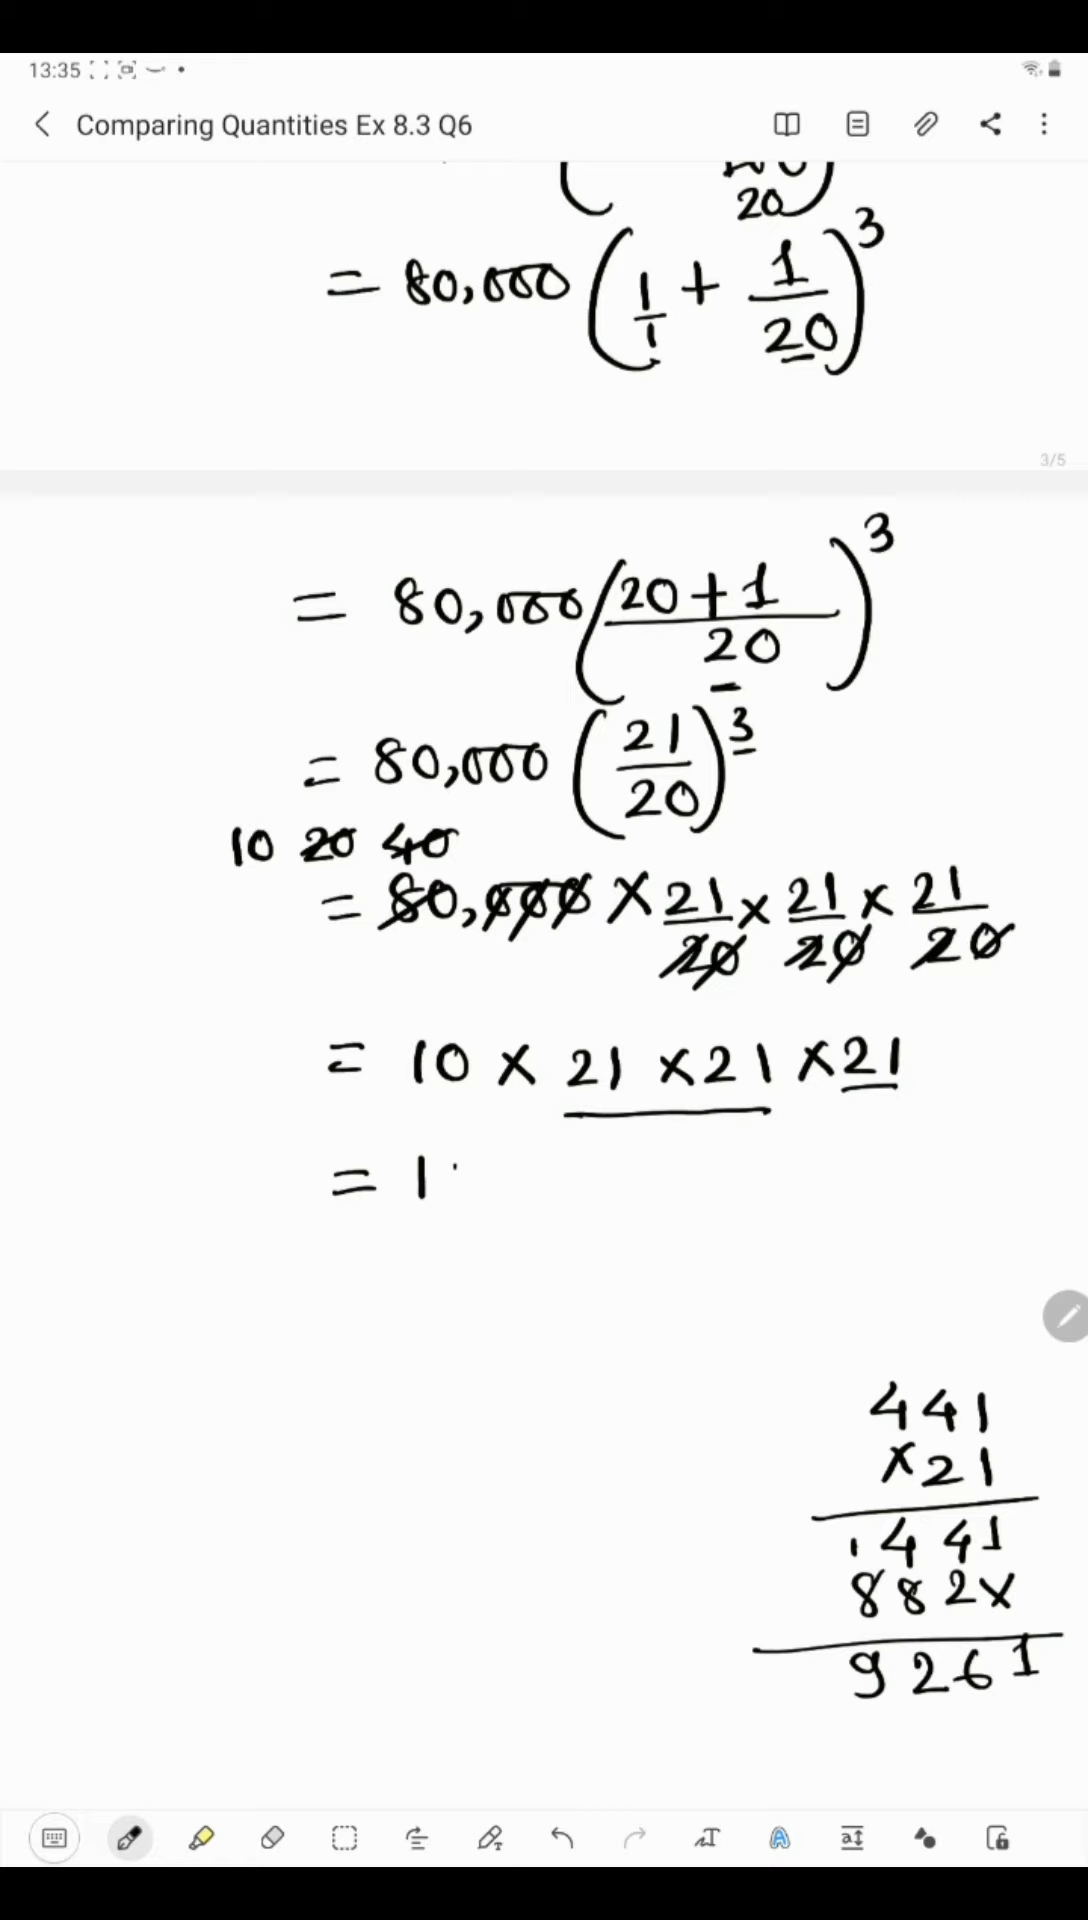 13:35
Comparing Quantities Ex 8.3 Q6
20)
= 80,000 (1/1 + 1/20)^3
3/5
= 80,000 (20+1/20)^3
= 80,000 (21/20)^3
10 20 40
= 80,000 × 21/20 × 21/20 × 21/20
= 10 × 21 × 21 × 21
= 1
441
×21
1441
882×
9261